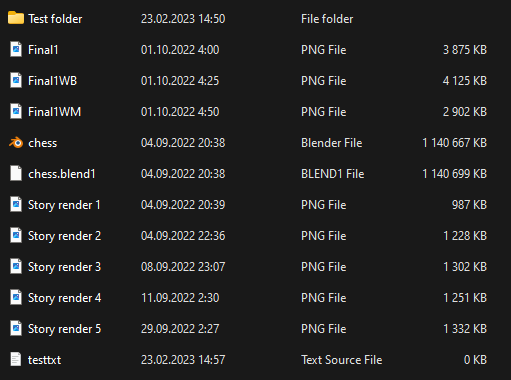 Test folder 23.02.2023 14:50 File folder
Final1 01.10.2022 4:00 PNG File 3 875 KB
Final1WB 01.10.2022 4:25 PNG File 4 125 KB
Final1WM 01.10.2022 4:50 PNG File 2 902 KB
chess 04.09.2022 20:38 Blender File 1 140 667 KB
chess.blend1 04.09.2022 20:38 BLEND1 File 1 140 699 KB
Story render 1 04.09.2022 20:39 PNG File 987 KB
Story render 2 04.09.2022 22:36 PNG File 1 228 KB
Story render 3 08.09.2022 23:07 PNG File 1 302 KB
Story render 4 11.09.2022 2:30 PNG File 1 251 KB
Story render 5 29.09.2022 2:27 PNG File 1 332 KB
testtxt 23.02.2023 14:57 Text Source File 0 KB